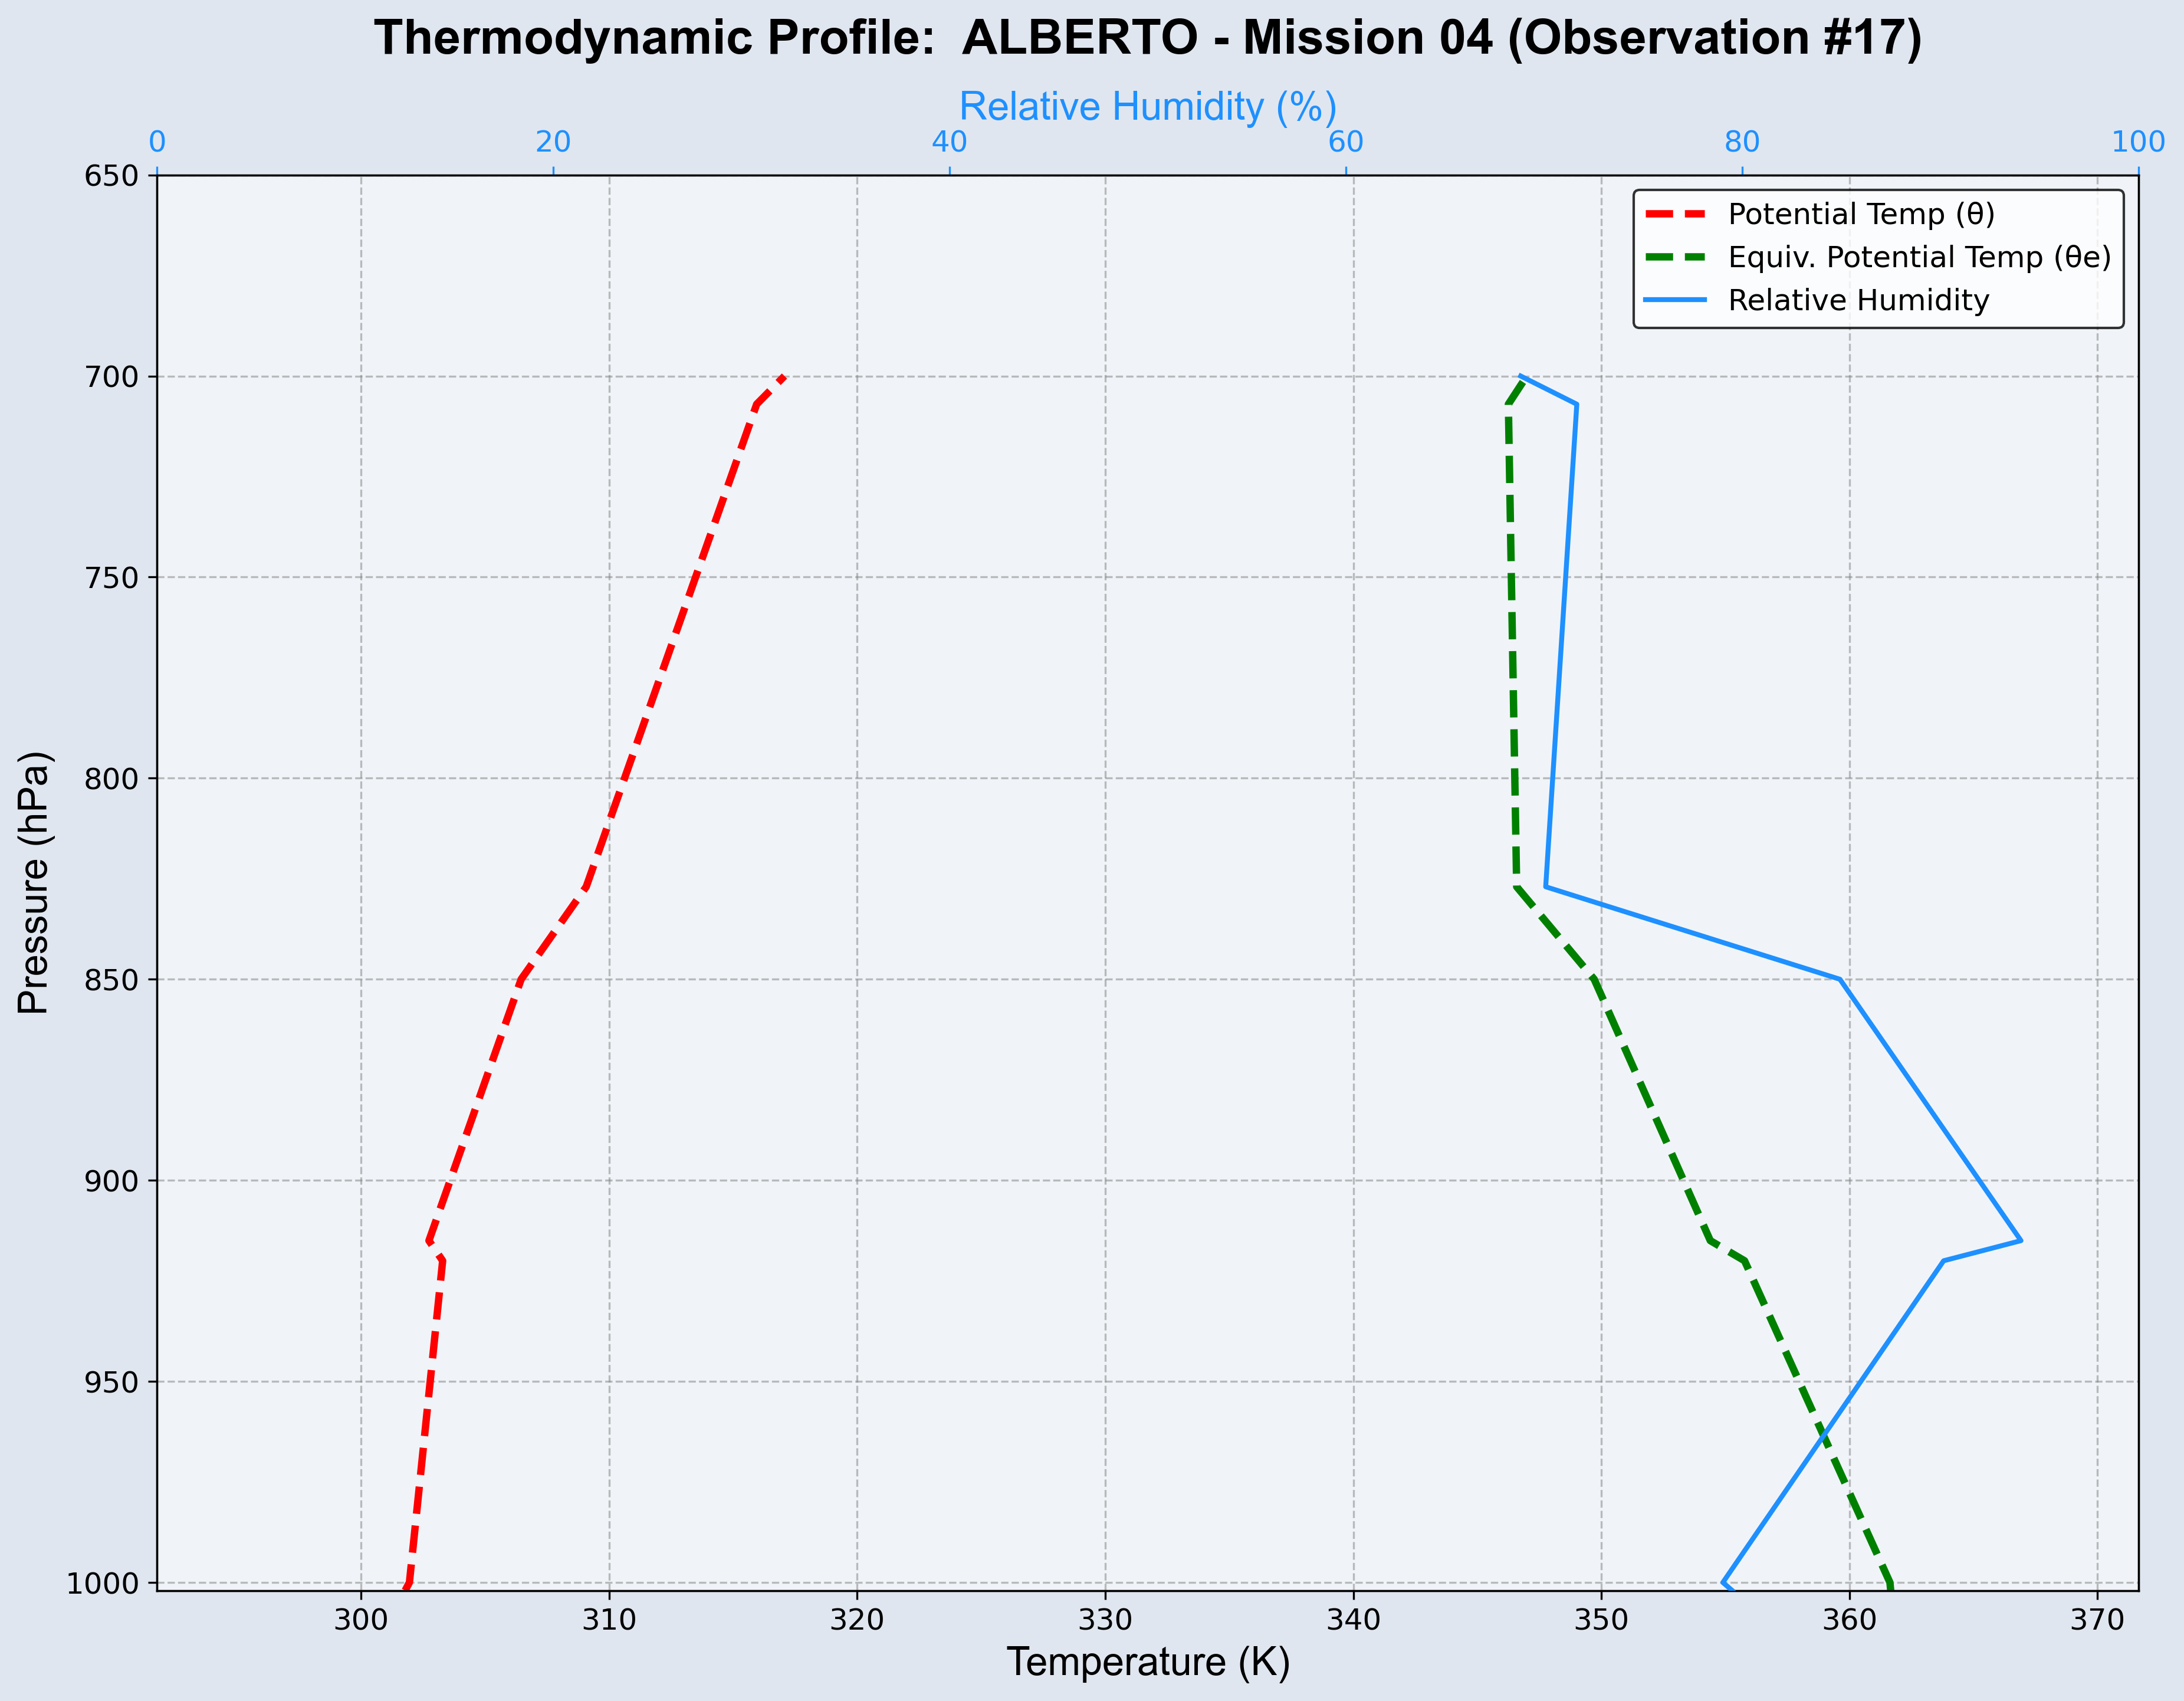 Thermodynamic Profile:  ALBERTO - Mission 04 (Observation #17)
Relative Humidity (%)
0 20 40 60 80 100
Potential Temp (θ)
Equiv. Potential Temp (θe)
Relative Humidity
Pressure (hPa)
650
700
750
800
850
900
950
1000
300 310 320 330 340 350 360 370
Temperature (K)